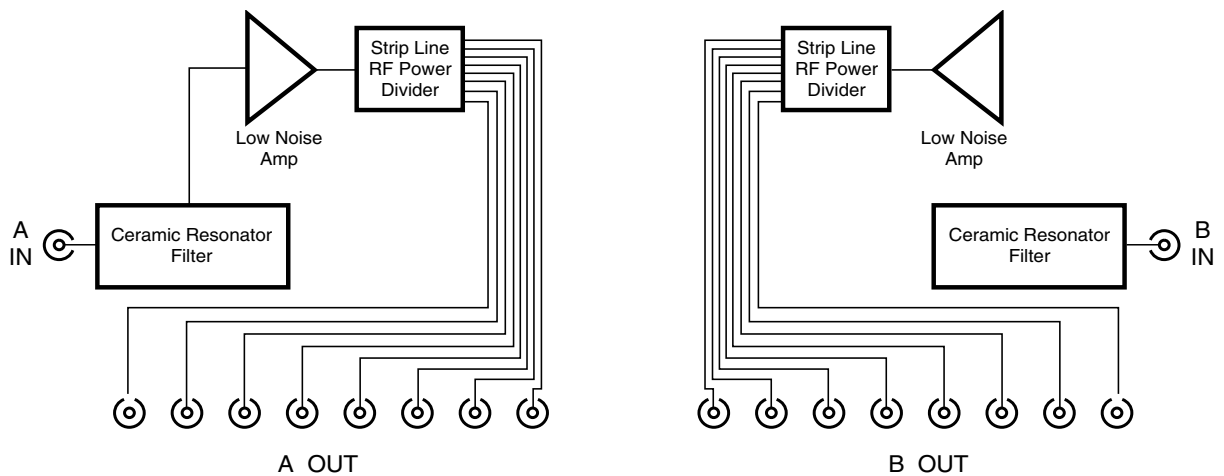 Strip Line
RF Power
Divider
Low Noise
Amp
A
IN
Ceramic Resonator
Filter
A OUT
Strip Line
RF Power
Divider
Low Noise
Amp
Ceramic Resonator
Filter
B
IN
B OUT